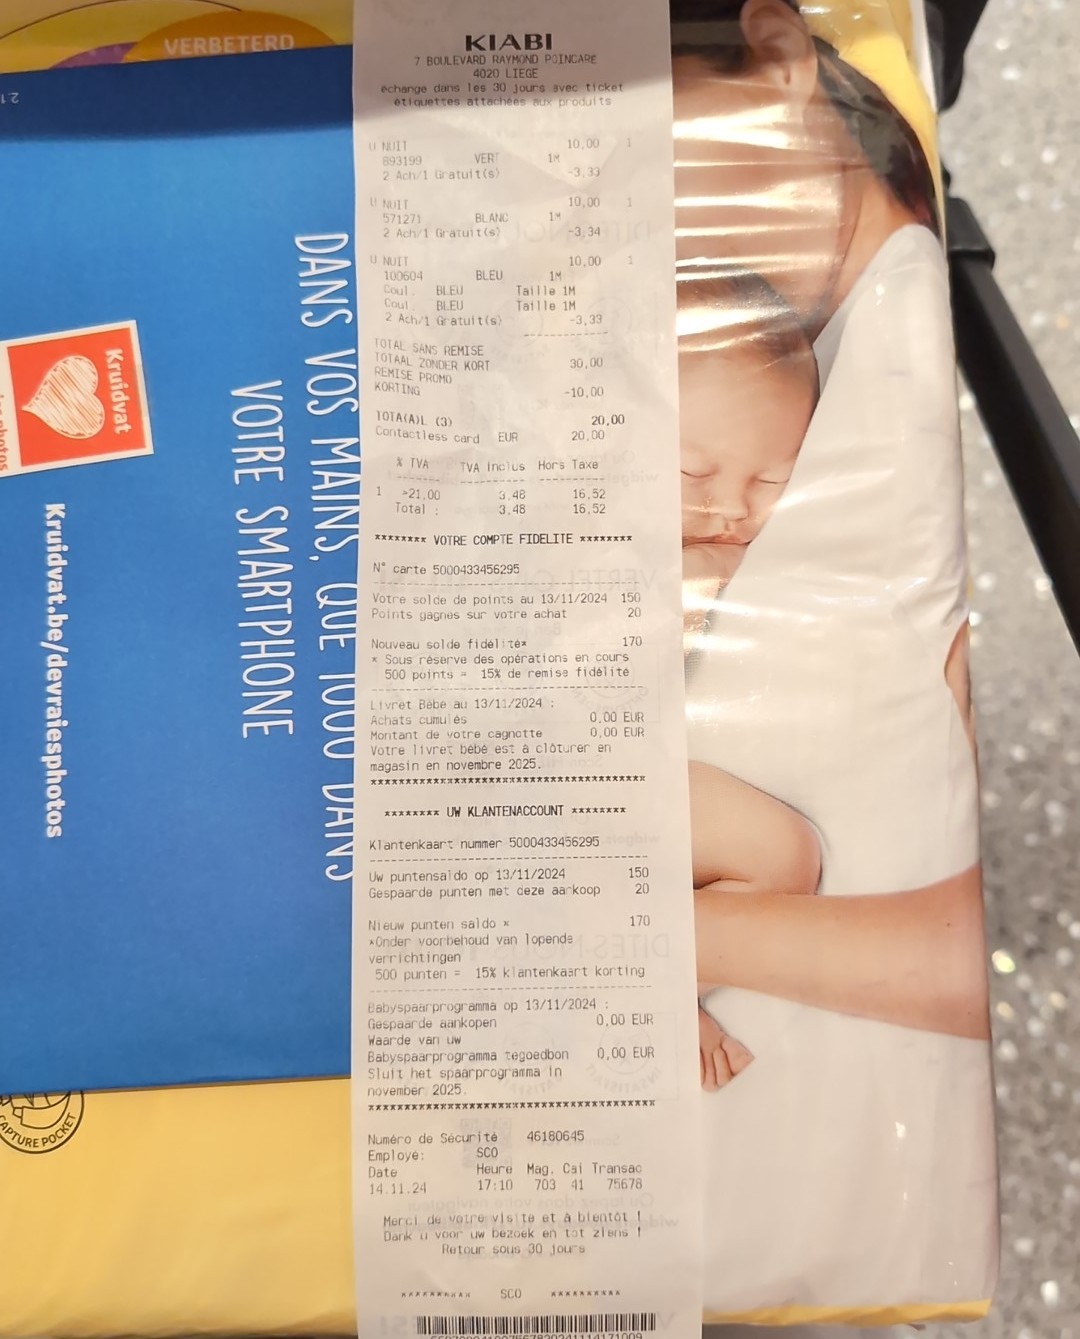 VERBETERD
2.1
DANS VOS MAINS, QUE 1000 DANS
VOTRE SMARTPHONE
Kruidvat
photos
Kruidvat.be/devraiesphotos
CAPTURE POCKET
KIABI
7 BOULEVARD RAYMOND POINCARE
4020 LIEGE
échange dans les 30 jours avec ticket
étiquettes attachées aux produits
U NUIT 10,00 1
893199 VERT 1M
2 Ach/1 Gratuit(s) -3,33
U NUIT 10,00 1
571271 BLANC 1M
2 Ach/1 Gratuit(s) -3,34
U NUIT 10,00 1
100604 BLEU 1M
Coul. BLEU Taille 1M
Coul. BLEU Taille 1M
2 Ach/1 Gratuit(s) -3,33
TOTAL SANS REMISE
TOTAAL ZONDER KORT 30,00
REMISE PROMO
KORTING -10,00
TOTA(A)L (3) 20,00
Contactless card EUR 20,00
% TVA TVA Inclus Hors Taxe
1 >21,00 3,48 16,52
Total : 3,48 16,52
******** VOTRE COMPTE FIDELITE ********
N° carte 5000433456295
Votre solde de points au 13/11/2024 150
Points gagnés sur votre achat 20
Nouveau solde fidélité* 170
* Sous réserve des opérations en cours
500 points = 15% de remise fidélité
Livret Bébé au 13/11/2024 :
Achats cumulés 0,00 EUR
Montant de votre cagnotte 0,00 EUR
Votre livret bébé est à clôturer en
magasin en novembre 2025.
******************************************
******** UW KLANTENACCOUNT ********
Klantenkaart nummer 5000433456295
Uw puntensaldo op 13/11/2024 150
Gespaarde punten met deze aankoop 20
Nieuw punten saldo * 170
*Onder voorbehoud van lopende
verrichtingen
500 punten = 15% klantenkaart korting
Babyspaarprogramma op 13/11/2024 :
Gespaarde aankopen 0,00 EUR
Waarde van uw
Babyspaarprogramma tegoedbon 0,00 EUR
Sluit het spaarprogramma in
november 2025.
******************************************
Numéro de Sécurité 46180645
Employé: SCO
Date Heure Mag. Cai Transac
14.11.24 17:10 703 41 75678
Merci de votre visite et à bientôt !
Dank u voor uw bezoek en tot ziens !
Retour sous 30 jours
********** SCO **********